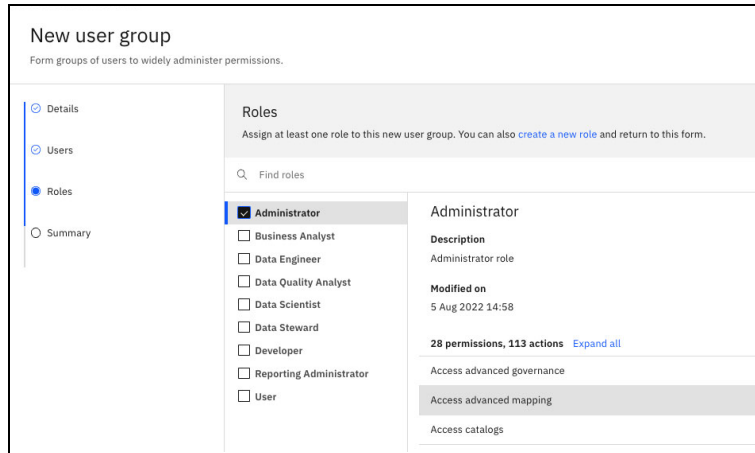 New user group
Form groups of users to widely administer permissions.
Details
Users
Roles
Summary
Roles
Assign at least one role to this new user group. You can also create a new role and return to this form.
Find roles
Administrator
Business Analyst
Data Engineer
Data Quality Analyst
Data Scientist
Data Steward
Developer
Reporting Administrator
User
Administrator
Description
Administrator role
Modified on
5 Aug 2022 14:58
28 permissions, 113 actions Expand all
Access advanced governance
Access advanced mapping
Access catalogs